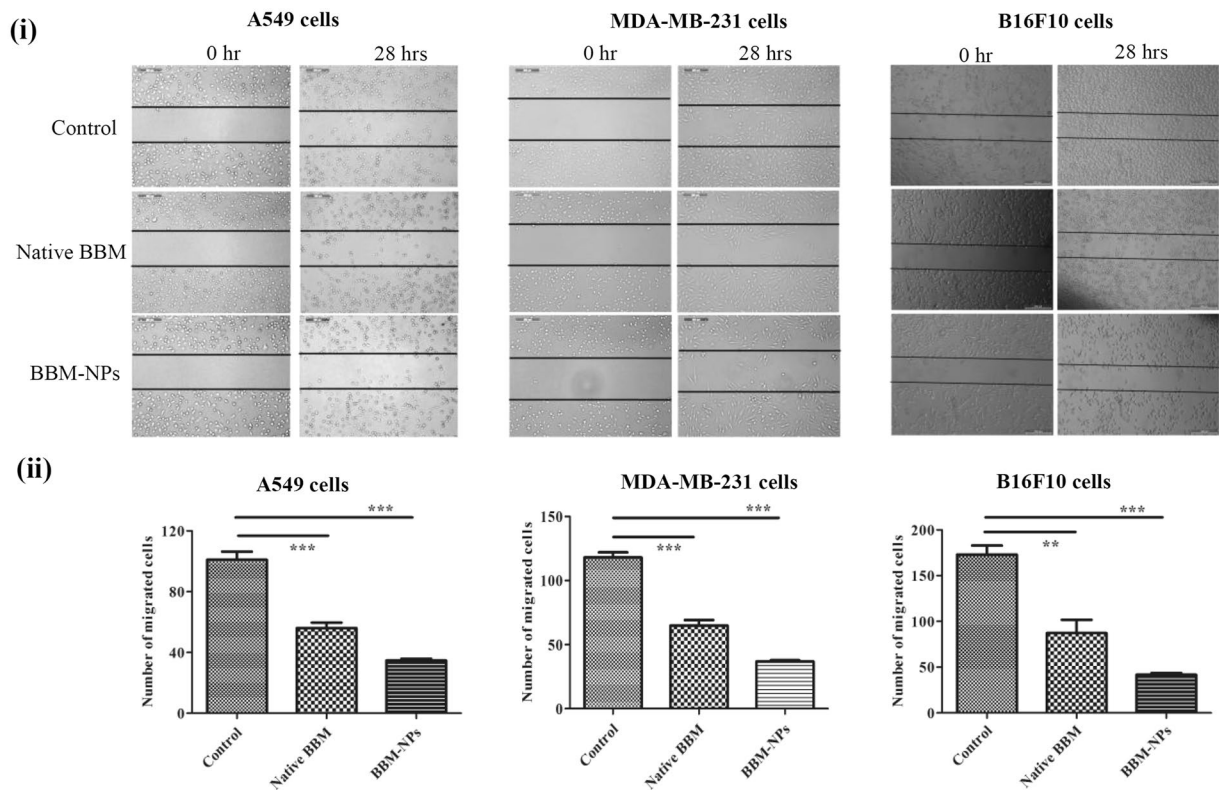 (i)
A549 cells
MDA-MB-231 cells
B16F10 cells
0 hr
28 hrs
0 hr
28 hrs
0 hr
28 hrs
Control
Native BBM
BBM-NPs
(ii)
A549 cells
Number of migrated cells
120
80
40
0
***
***
Control
Native BBM
BBM-NPs
MDA-MB-231 cells
Number of migrated cells
150
100
50
0
***
***
Control
Native BBM
BBM-NPs
B16F10 cells
Number of migrated cells
200
150
100
50
0
***
**
Control
Native BBM
BBM-NPs